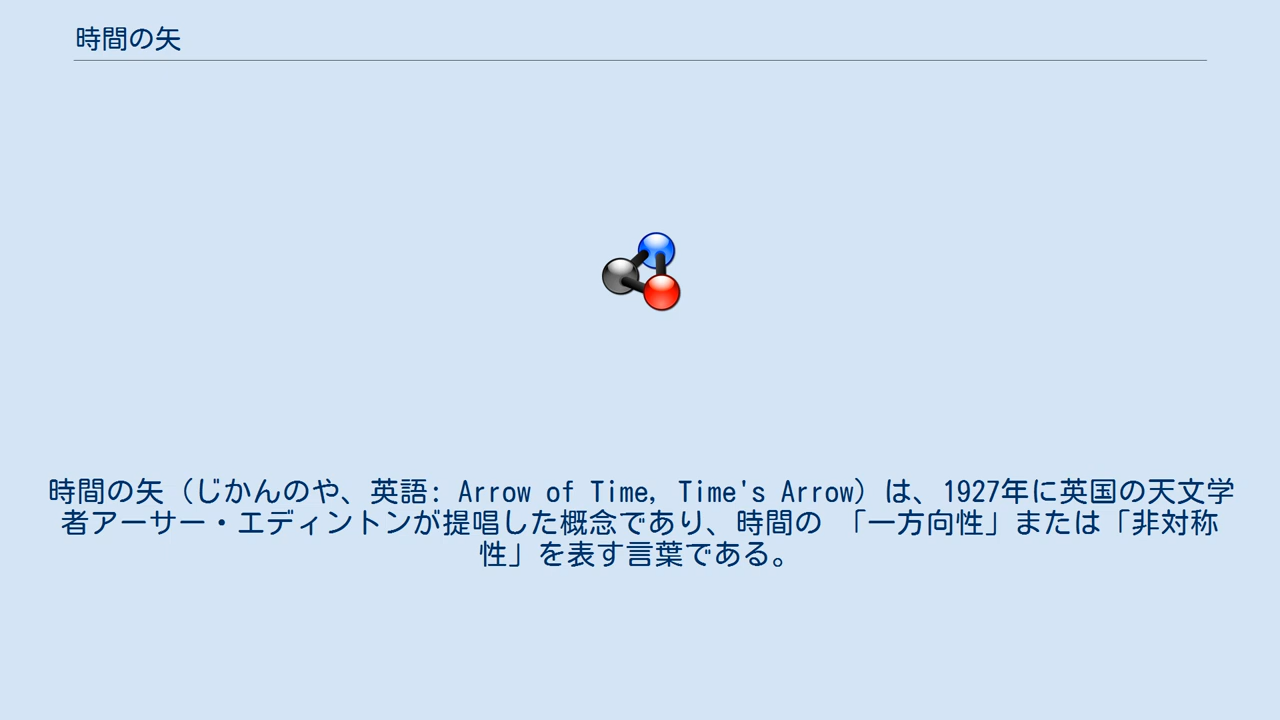 時間の矢
時間の矢（じかんのや、英語: Arrow of Time, Time's Arrow）は、1927年に英国の天文学
者アーサー・エディントンが提唱した概念であり、時間の 「一方向性」または「非対称
性」を表す言葉である。